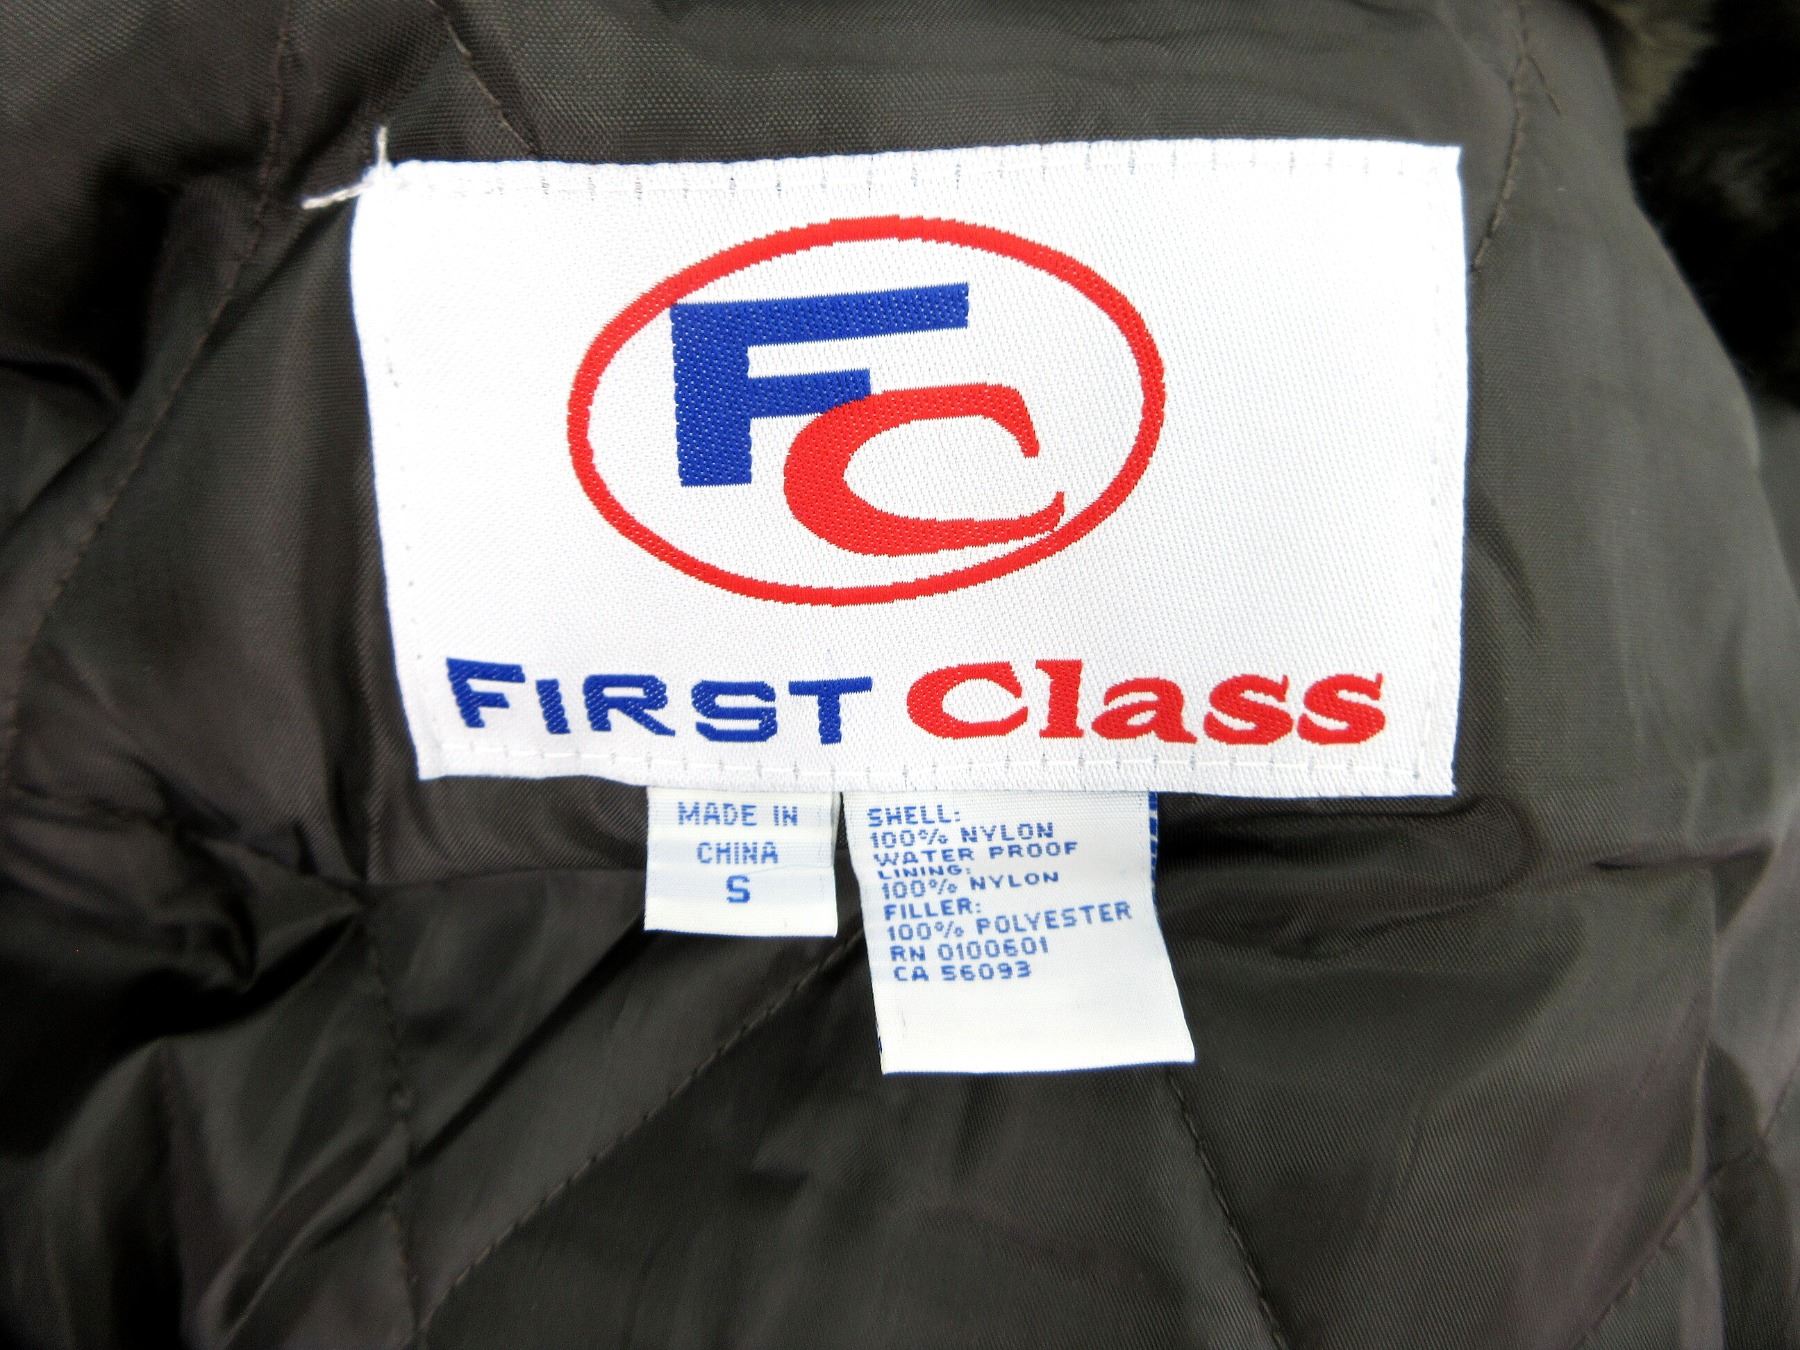 FC
FIRST Class
MADE IN
CHINA
S
SHELL:
100% NYLON
WATER PROOF
LINING:
100% NYLON
FILLER:
100% POLYESTER
RN 0100601
CA 56093